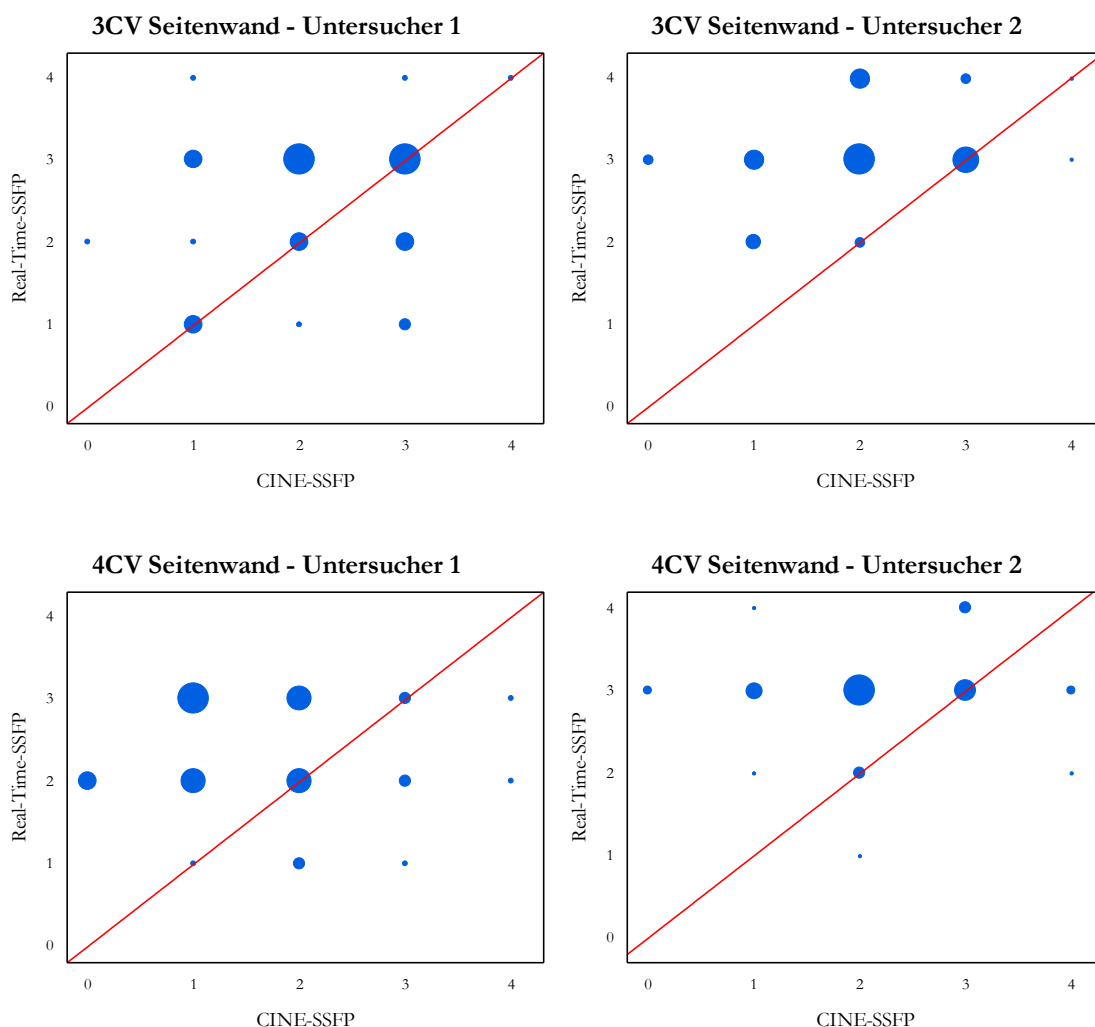 3CV Seitenwand - Untersucher 1
4
3
2
1
0
Real-Time-SSFP
0 1 2 3 4
CINE-SSFP
3CV Seitenwand - Untersucher 2
4
3
2
1
0
Real-Time-SSFP
0 1 2 3 4
CINE-SSFP
4CV Seitenwand - Untersucher 1
4
3
2
1
0
Real-Time-SSFP
0 1 2 3 4
CINE-SSFP
4CV Seitenwand - Untersucher 2
4
3
2
1
0
Real-Time-SSFP
0 1 2 3 4
CINE-SSFP